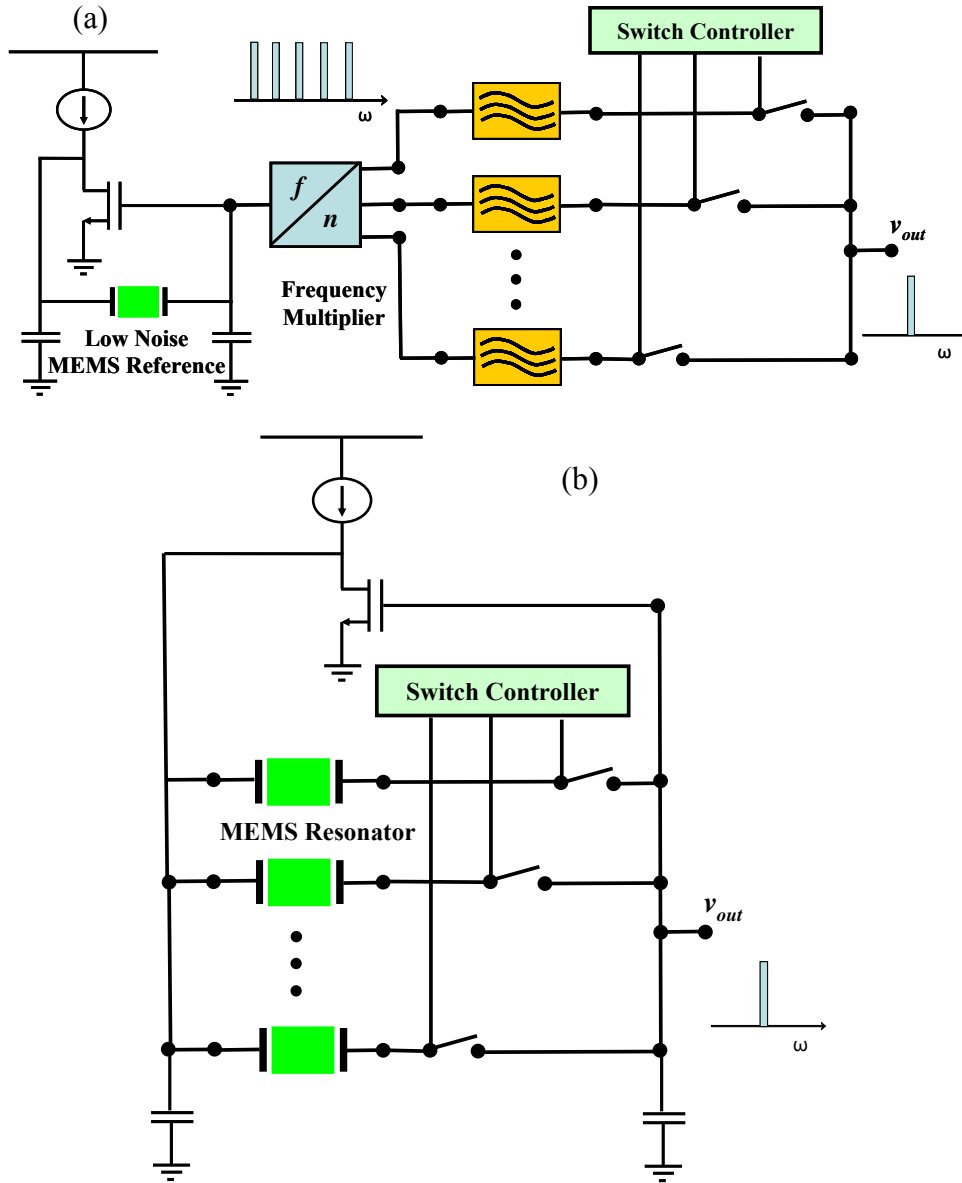 (a)
Switch Controller
ω
f
n
v_out
Frequency
Multiplier
Low Noise
MEMS Reference
ω
(b)
Switch Controller
MEMS Resonator
v_out
ω